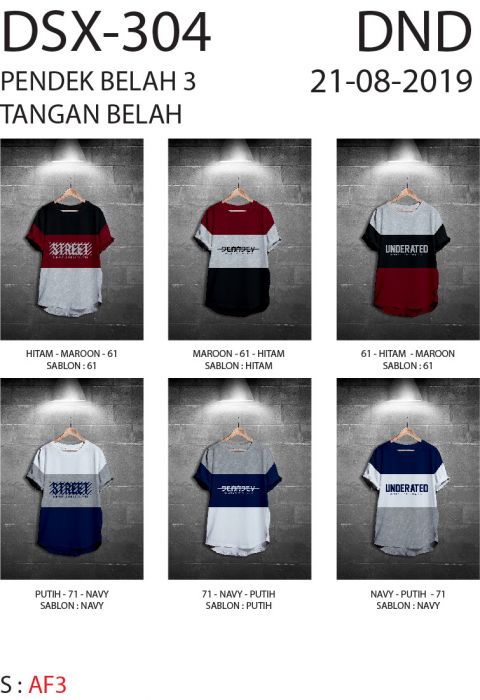 DSX-304 DND
PENDEK BELAH 3 21-08-2019
TANGAN BELAH
STREET
UNDERATED
HITAM - MAROON - 61
SABLON : 61
MAROON - 61 - HITAM
SABLON : HITAM
61 - HITAM - MAROON
SABLON : 61
STREET
UNDERATED
PUTIH - 71 - NAVY
SABLON : NAVY
71 - NAVY - PUTIH
SABLON : PUTIH
NAVY - PUTIH - 71
SABLON : NAVY
S : AF3